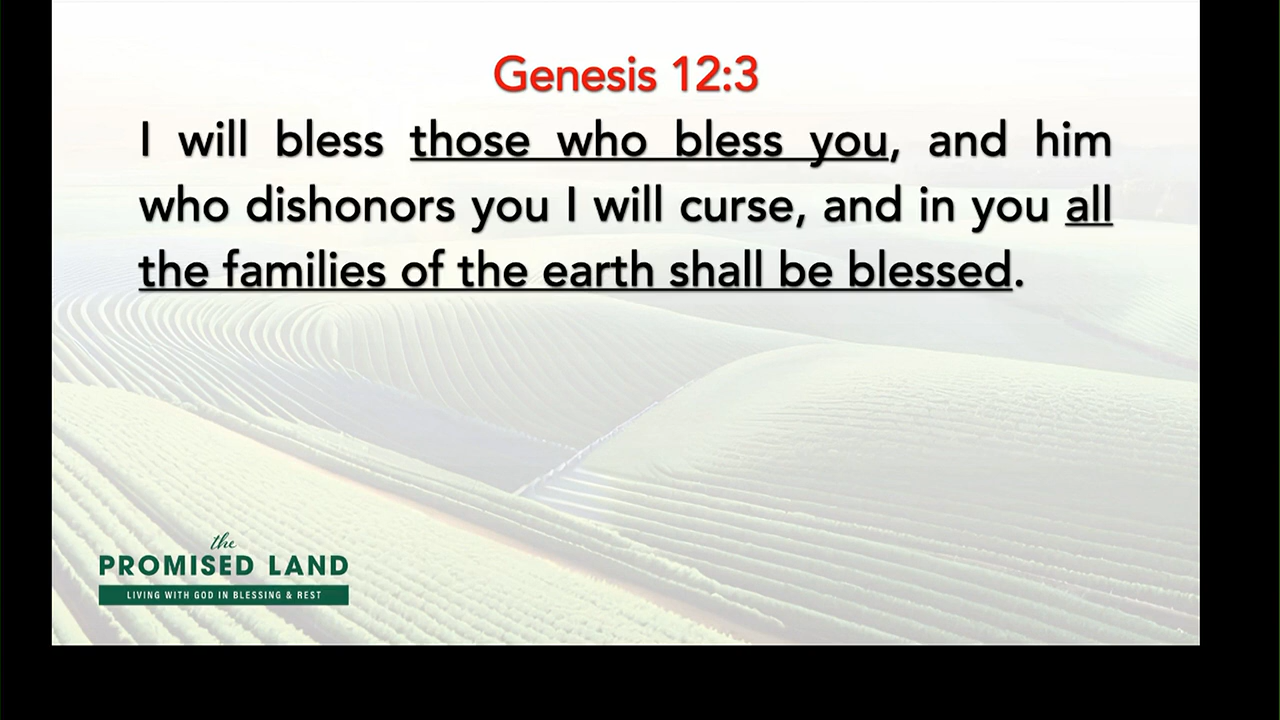 Genesis 12:3
I will bless those who bless you, and him
who dishonors you I will curse, and in you all
the families of the earth shall be blessed.
the
PROMISED LAND
LIVING WITH GOD IN BLESSING & REST